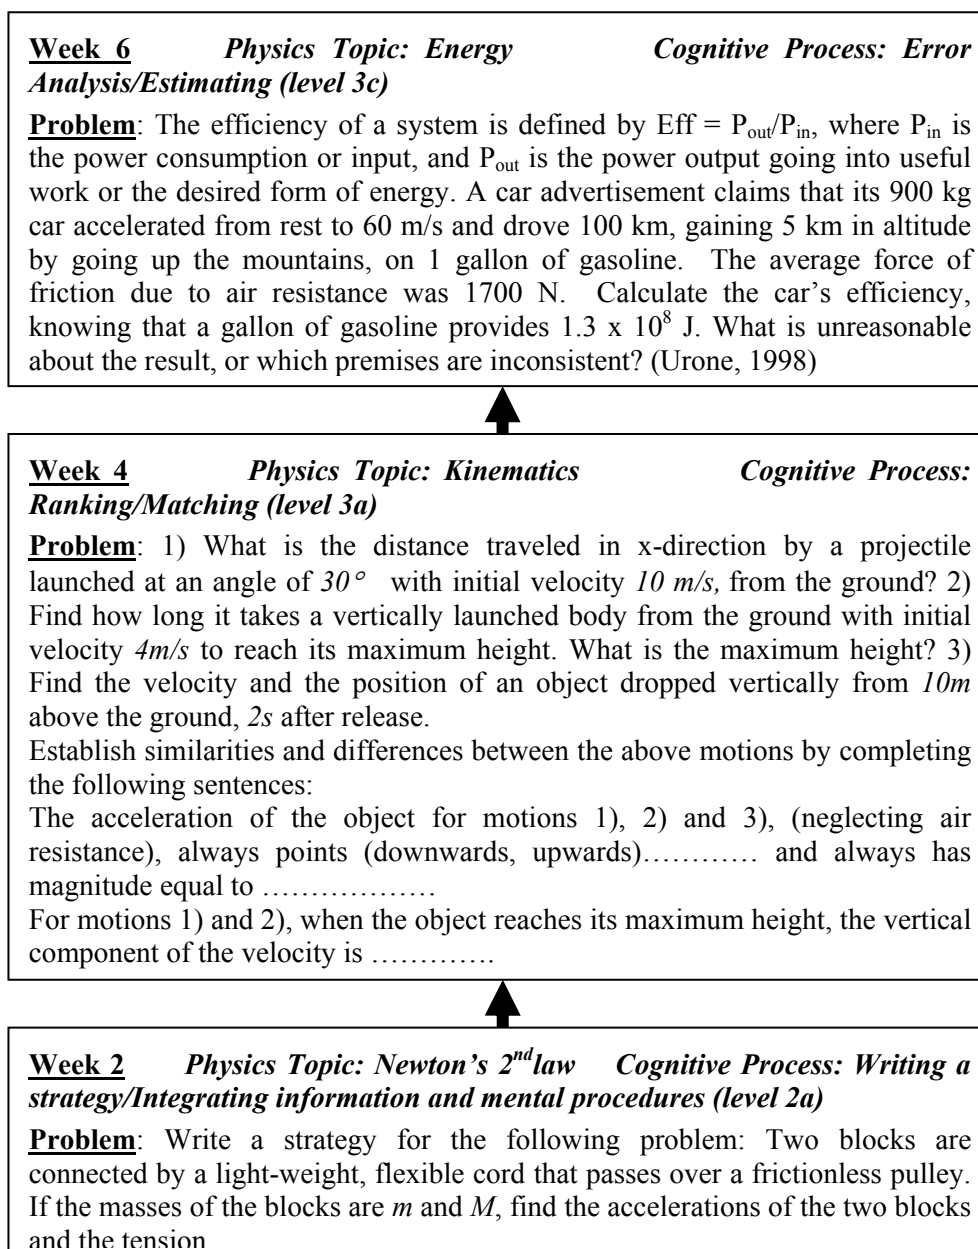 Week 6 Physics Topic: Energy Cognitive Process: Error
Analysis/Estimating (level 3c)
Problem: The efficiency of a system is defined by Eff = Pout/Pin, where Pin is
the power consumption or input, and Pout is the power output going into useful
work or the desired form of energy. A car advertisement claims that its 900 kg
car accelerated from rest to 60 m/s and drove 100 km, gaining 5 km in altitude
by going up the mountains, on 1 gallon of gasoline. The average force of
friction due to air resistance was 1700 N. Calculate the car's efficiency,
knowing that a gallon of gasoline provides 1.3 x 10⁸ J. What is unreasonable
about the result, or which premises are inconsistent? (Urone, 1998)
Week 4 Physics Topic: Kinematics Cognitive Process:
Ranking/Matching (level 3a)
Problem: 1) What is the distance traveled in x-direction by a projectile
launched at an angle of 30° with initial velocity 10 m/s, from the ground? 2)
Find how long it takes a vertically launched body from the ground with initial
velocity 4m/s to reach its maximum height. What is the maximum height? 3)
Find the velocity and the position of an object dropped vertically from 10m
above the ground, 2s after release.
Establish similarities and differences between the above motions by completing
the following sentences:
The acceleration of the object for motions 1), 2) and 3), (neglecting air
resistance), always points (downwards, upwards)………… and always has
magnitude equal to ………………
For motions 1) and 2), when the object reaches its maximum height, the vertical
component of the velocity is ………….
Week 2 Physics Topic: Newton's 2nd law Cognitive Process: Writing a
strategy/Integrating information and mental procedures (level 2a)
Problem: Write a strategy for the following problem: Two blocks are
connected by a light-weight, flexible cord that passes over a frictionless pulley.
If the masses of the blocks are m and M, find the accelerations of the two blocks
and the tension